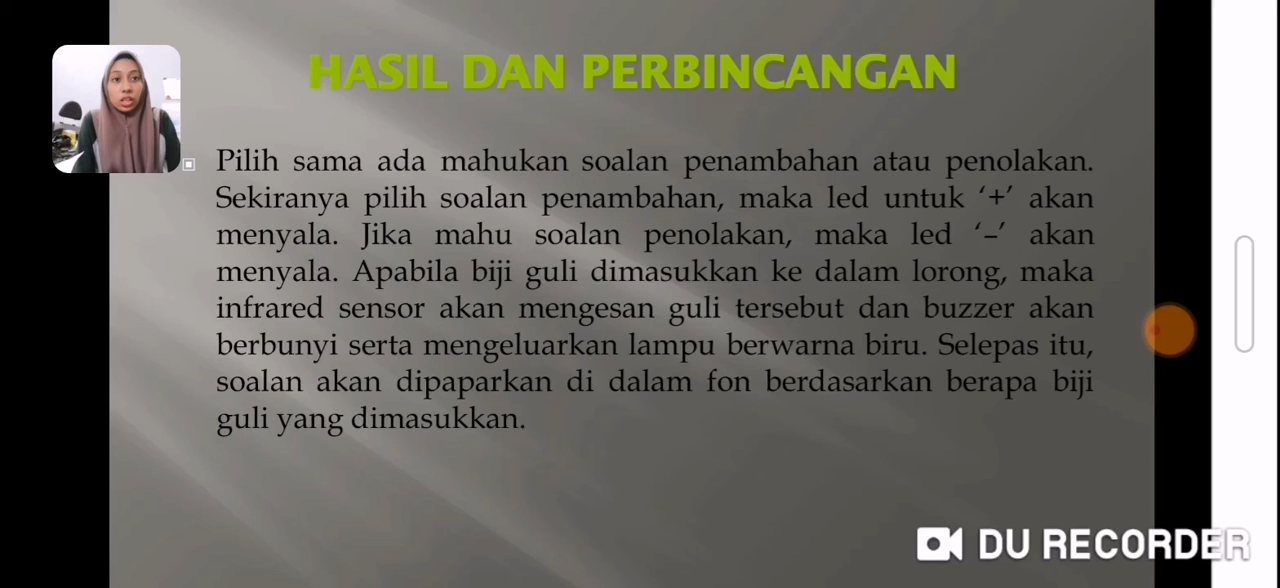 HASIL DAN PERBINCANGAN
Pilih sama ada mahukan soalan penambahan atau penolakan.
Sekiranya pilih soalan penambahan, maka led untuk ‘+’ akan
menyala. Jika mahu soalan penolakan, maka led ‘–’ akan
menyala. Apabila biji guli dimasukkan ke dalam lorong, maka
infrared sensor akan mengesan guli tersebut dan buzzer akan
berbunyi serta mengeluarkan lampu berwarna biru. Selepas itu,
soalan akan dipaparkan di dalam fon berdasarkan berapa biji
guli yang dimasukkan.
DU RECORDER